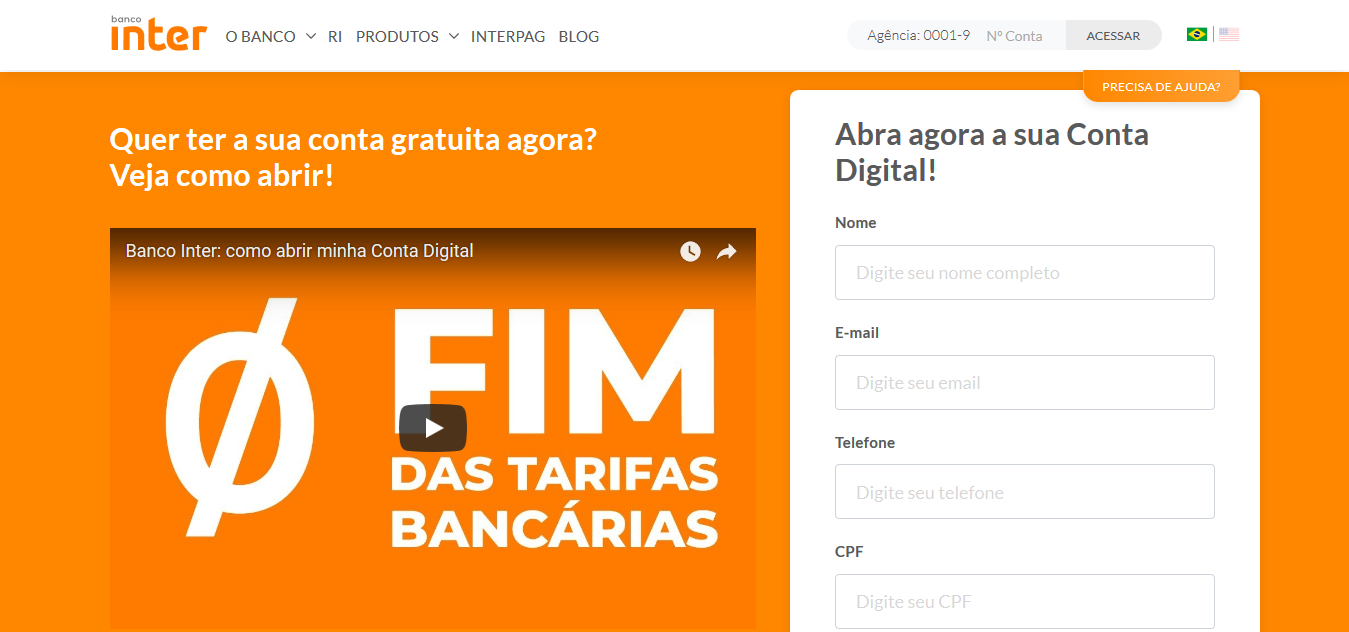 banco
inter
O BANCO
RI
PRODUTOS
INTERPAG
BLOG
Agência: 0001-9
Nº Conta
ACESSAR
PRECISA DE AJUDA?
Quer ter a sua conta gratuita agora?
Veja como abrir!
Banco Inter: como abrir minha Conta Digital
FIM
DAS TARIFAS
BANCÁRIAS
Abra agora a sua Conta
Digital!
Nome
Digite seu nome completo
E-mail
Digite seu email
Telefone
Digite seu telefone
CPF
Digite seu CPF